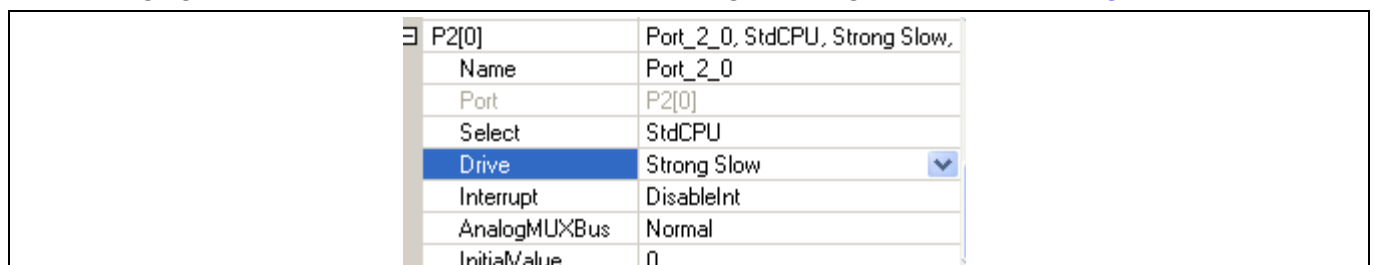 P2[0] Port_2_0, StdCPU, Strong Slow,
Name Port_2_0
Port P2[0]
Select StdCPU
Drive Strong Slow
Interrupt DisableInt
AnalogMUXBus Normal
InitialValue 0